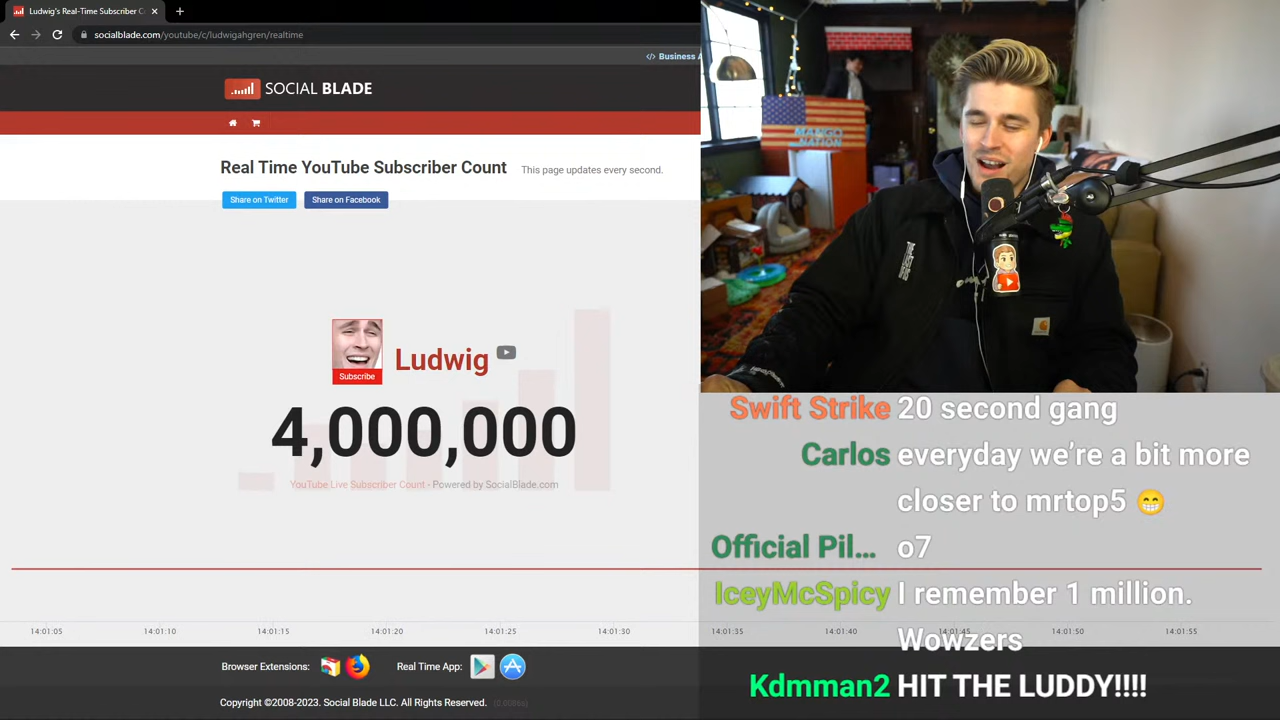 Ludwig's Real-Time Subscriber C
socialblade.com/youtube/c/ludwigahgren/realtime
</> Business A
SOCIAL BLADE
Real Time YouTube Subscriber Count
This page updates every second.
Share on Twitter
Share on Facebook
MANGO
NATION
Subscribe
Ludwig
4,000,000
YouTube Live Subscriber Count - Powered by SocialBlade.com
Swift Strike 20 second gang
Carlos everyday we're a bit more
closer to mrtop5 😁
Official Pil... o7
IceyMcSpicy I remember 1 million.
Wowzers
Kdmman2 HIT THE LUDDY!!!!
14:01:05 14:01:10 14:01:15 14:01:20 14:01:25 14:01:30 14:01:35 14:01:40 14:01:45 14:01:50 14:01:55
Browser Extensions:
Real Time App:
Copyright ©2008-2023. Social Blade LLC. All Rights Reserved.